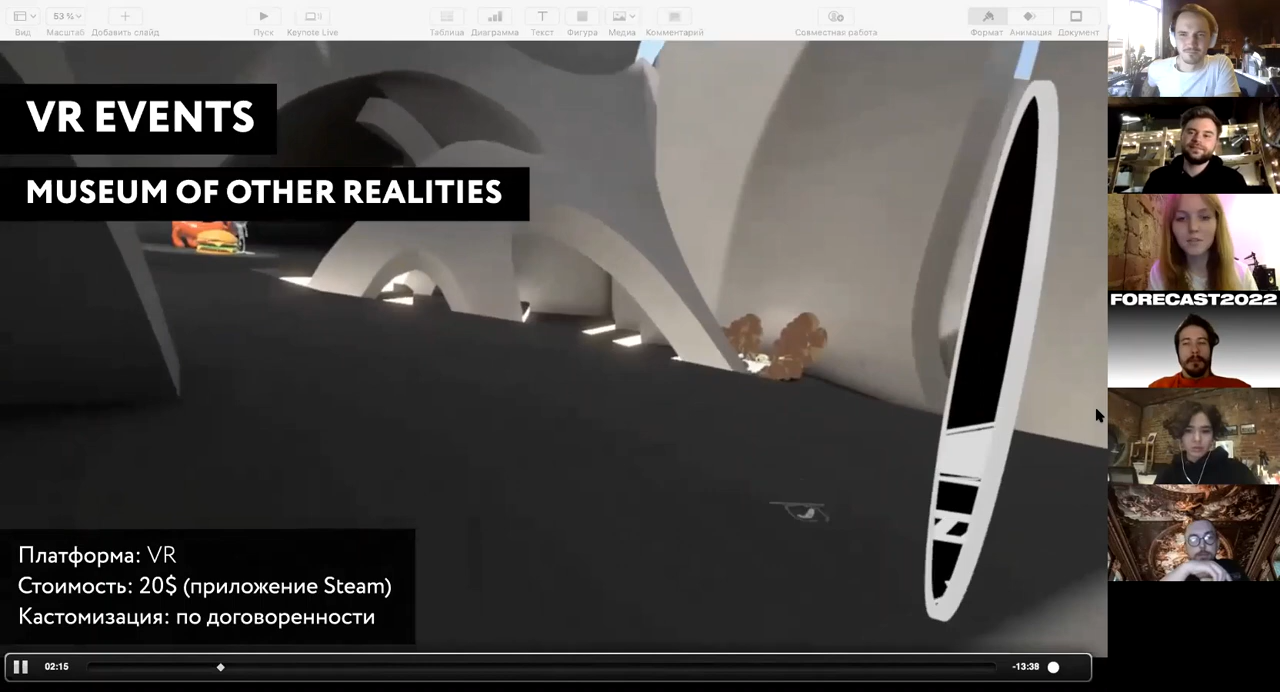 53 %
Вид
Масштаб
Добавить слайд
Пуск
Keynote Live
Таблица
Диаграмма
Текст
Фигура
Медиа
Комментарий
Совместная работа
Формат
Анимация
Документ
VR EVENTS
MUSEUM OF OTHER REALITIES
FORECAST2022
Платформа: VR
Стоимость: 20$ (приложение Steam)
Кастомизация: по договоренности
02:15
-13:38